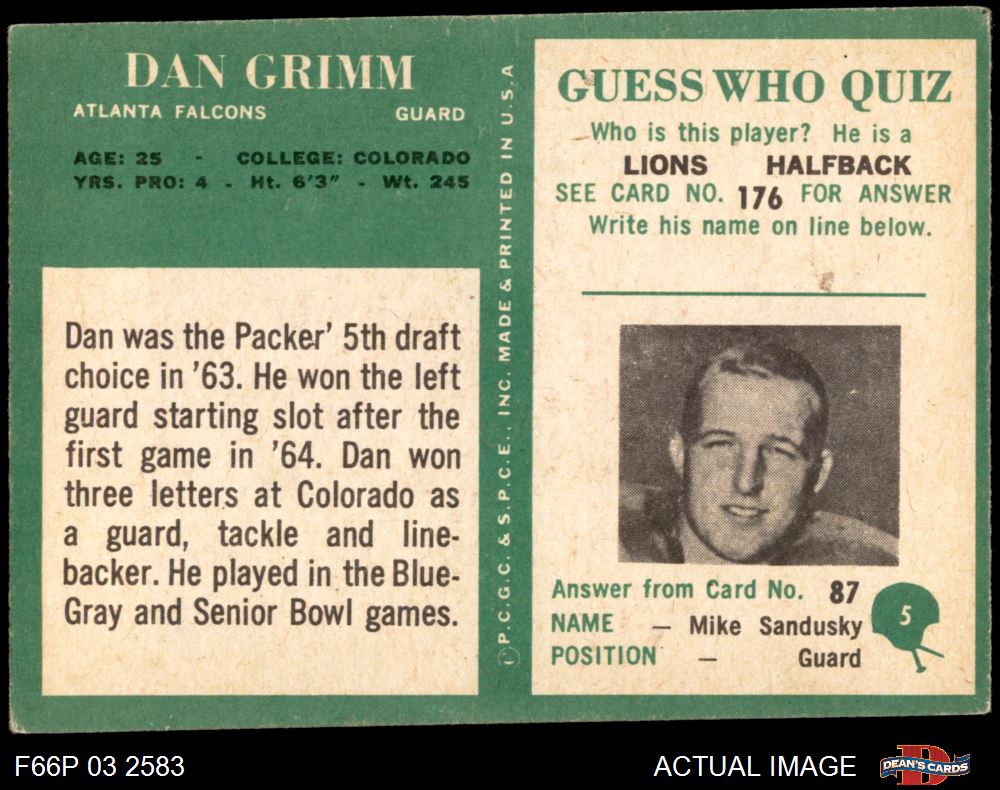 DAN GRIMM
ATLANTA FALCONS GUARD
AGE: 25 - COLLEGE: COLORADO
YRS. PRO: 4 - Ht. 6'3" - Wt. 245
Dan was the Packer' 5th draft
choice in '63. He won the left
guard starting slot after the
first game in '64. Dan won
three letters at Colorado as
a guard, tackle and line-
backer. He played in the Blue-
Gray and Senior Bowl games.
©P.C.G.C. & S.P.C.E., INC. MADE & PRINTED IN U.S.A
GUESS WHO QUIZ
Who is this player? He is a
LIONS HALFBACK
SEE CARD NO. 176 FOR ANSWER
Write his name on line below.
Answer from Card No. 87
NAME — Mike Sandusky
POSITION — Guard
5
F66P 03 2583
ACTUAL IMAGE
D
DEAN'S CARDS